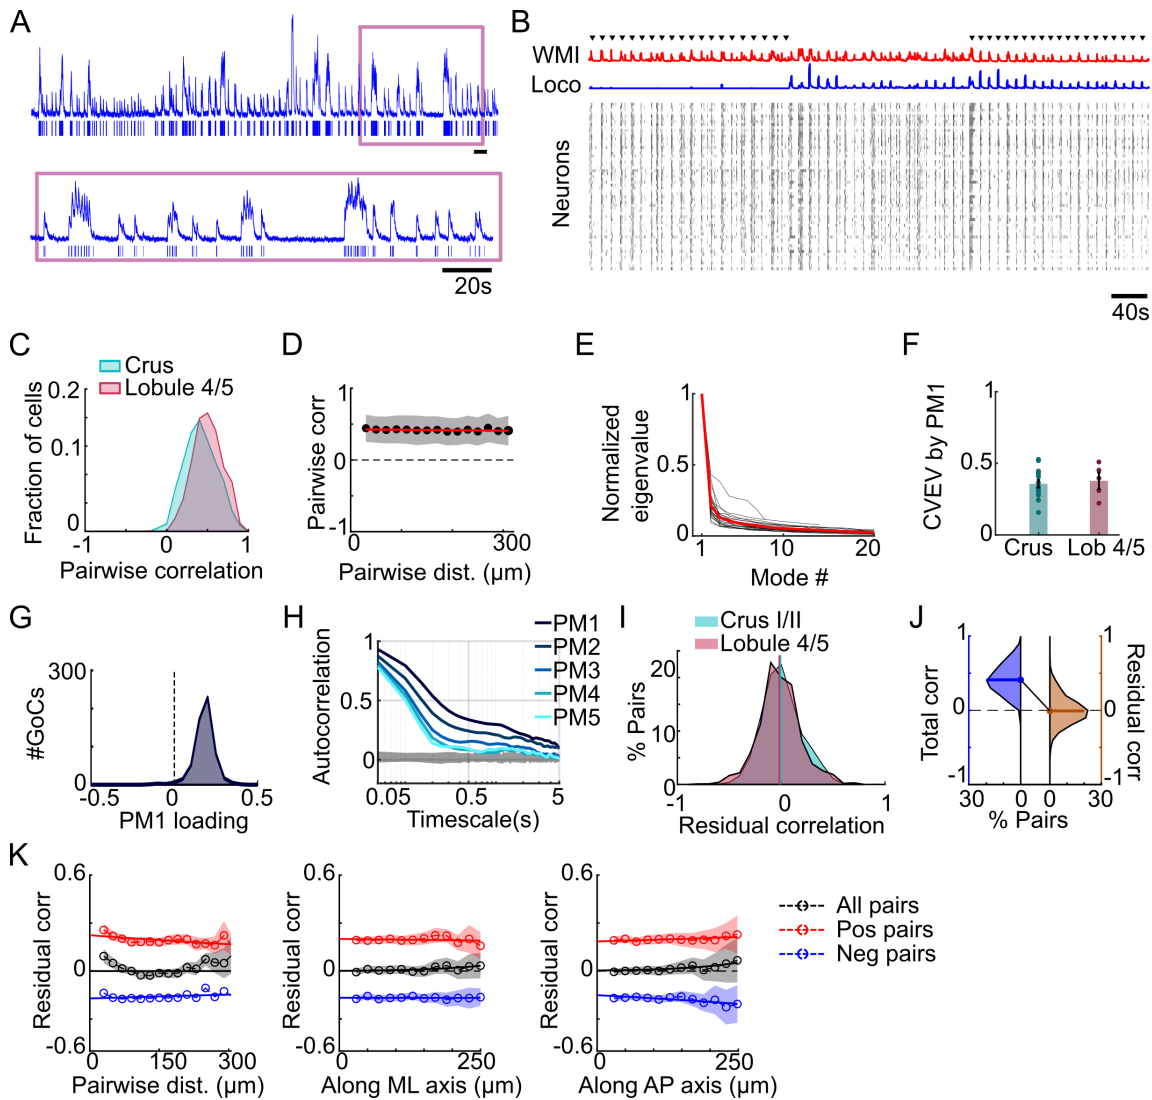 A
20s
B
WMI
Loco
Neurons
40s
C
Crus
Lobule 4/5
Fraction of cells
0.2
0.1
0
-1
0
1
Pairwise correlation
D
Pairwise corr
1
0
-1
0
300
Pairwise dist. (µm)
E
Normalized
eigenvalue
1
0.5
0
1
20
Mode #
F
CVEV by PM1
1
0.5
0
Crus
Lob 4/5
G
#GoCs
300
0
-0.5
0
0.5
PM1 loading
H
Autocorrelation
1
0.5
0
0.05
0.5
5
Timescale(s)
PM1
PM2
PM3
PM4
PM5
I
Crus I/II
Lobule 4/5
% Pairs
20
10
0
-1
0
1
Residual correlation
J
Total corr
1
0
-1
30
0
0
30
% Pairs
1
0
-1
Residual corr
K
Residual corr
0.6
0
-0.6
0
150
300
Pairwise dist. (µm)
Residual corr
0.6
0
-0.6
0
250
Along ML axis (µm)
Residual corr
0.6
0
-0.6
0
250
Along AP axis (µm)
All pairs
Pos pairs
Neg pairs